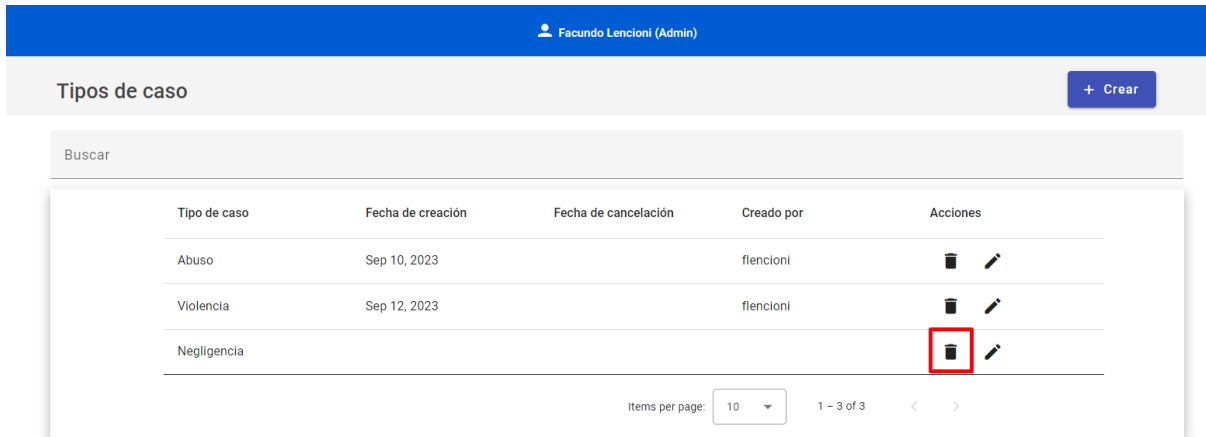 Facundo Lencioni (Admin)
Tipos de caso
+ Crear
Buscar
Tipo de caso Fecha de creación Fecha de cancelación Creado por Acciones
Abuso Sep 10, 2023 flencioni
Violencia Sep 12, 2023 flencioni
Negligencia
Items per page: 10 1 – 3 of 3